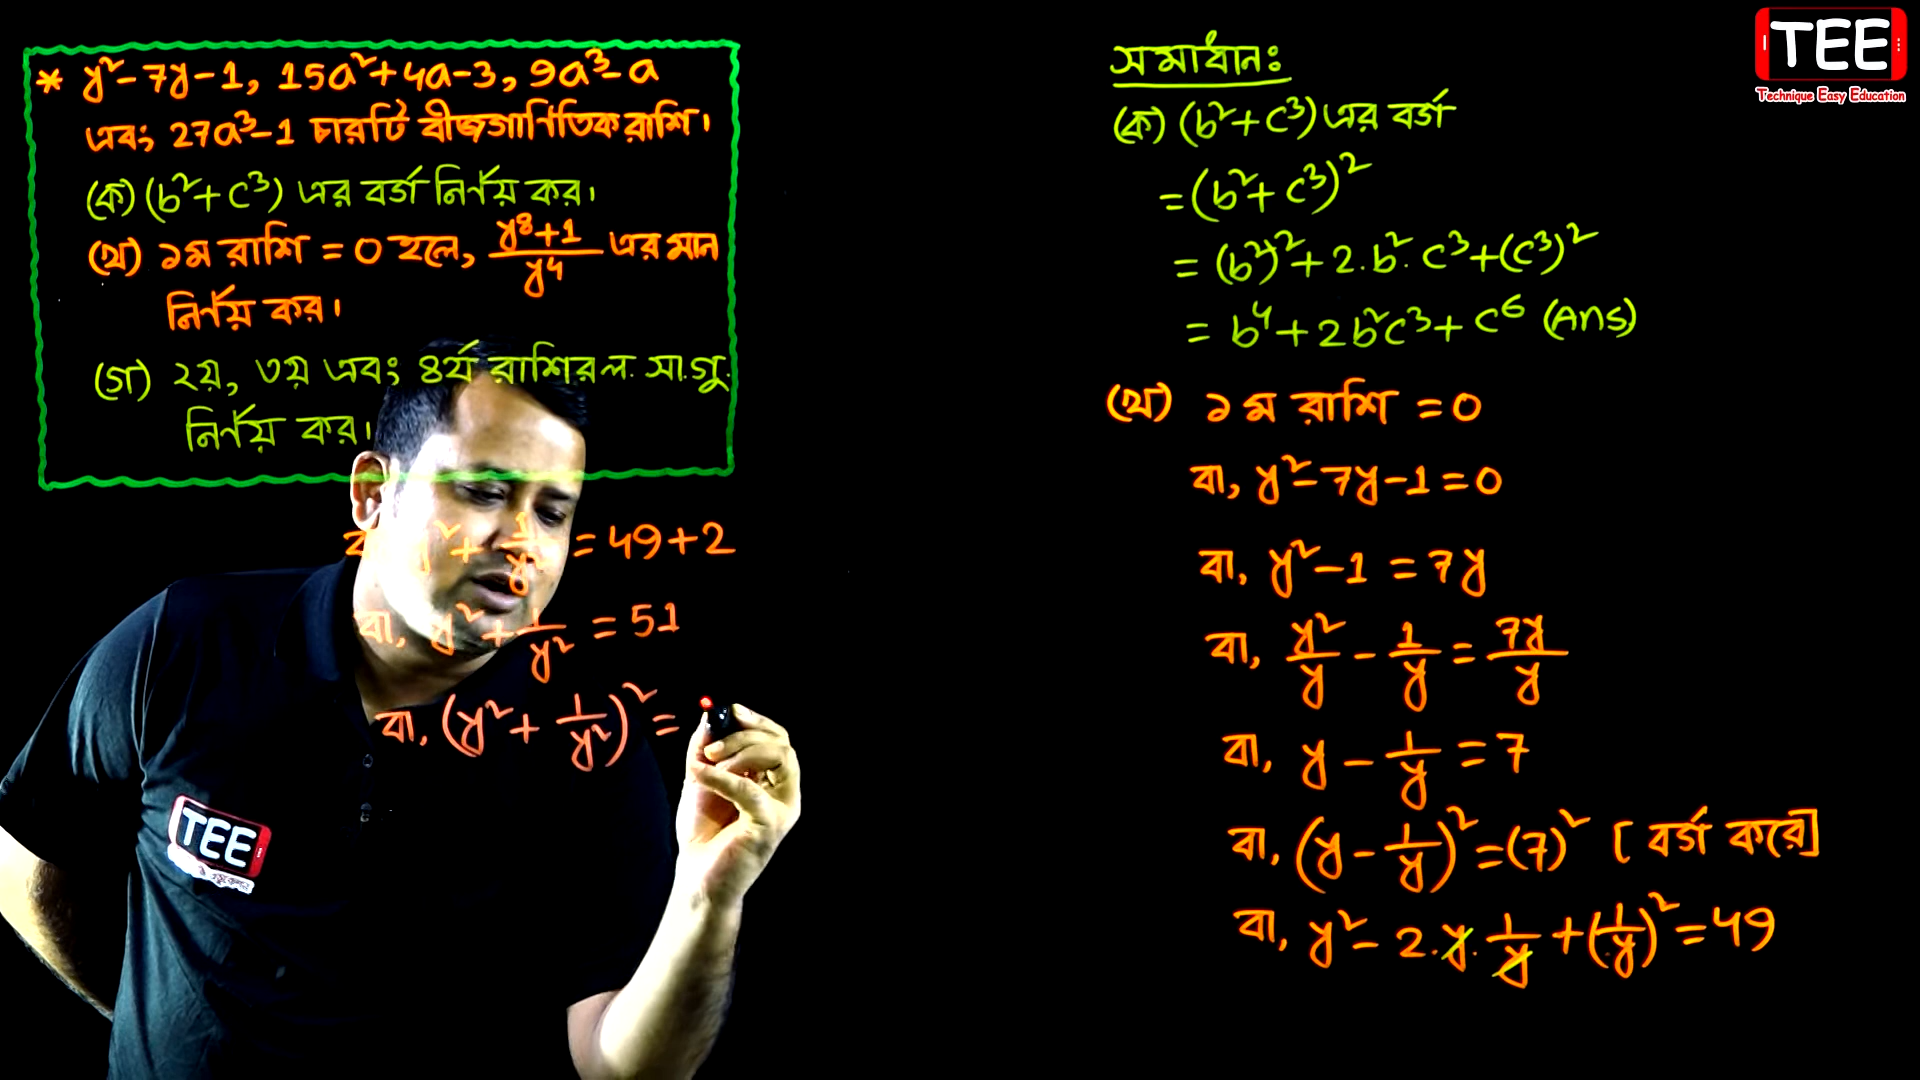 * y²-7y-1, 15a²+4a-3, 9a³-a
এবং 27a³-1 চারটি বীজগাণিতিক রাশি।
(ক) (b²+c³) এর বর্গ নির্ণয় কর।
(খ) ১ম রাশি = 0 হলে, (y⁸+1)/y⁴ এর মান
নির্ণয় কর।
(গ) ২য়, ৩য় এবং ৪র্থ রাশির ল. সা.গু.
নির্ণয় কর।
সমাধানঃ
(ক) (b²+c³) এর বর্গ
= (b²+c³)²
= (b²)²+2.b².c³+(c³)²
= b⁴+2b²c³+c⁶ (Ans)
(খ) ১ম রাশি = 0
বা, y²-7y-1=0
বা, y²-1 = 7y
বা, y²/y - 1/y = 7y/y
বা, y - 1/y = 7
বা, (y - 1/y)² = (7)² [বর্গ করে]
বা, y² - 2.y.1/y + (1/y)² = 49
বা, y² + 1/y² = 49+2
বা, y² + 1/y² = 51
বা, (y² + 1/y²)² =
TEE
Technique Easy Education
TEE